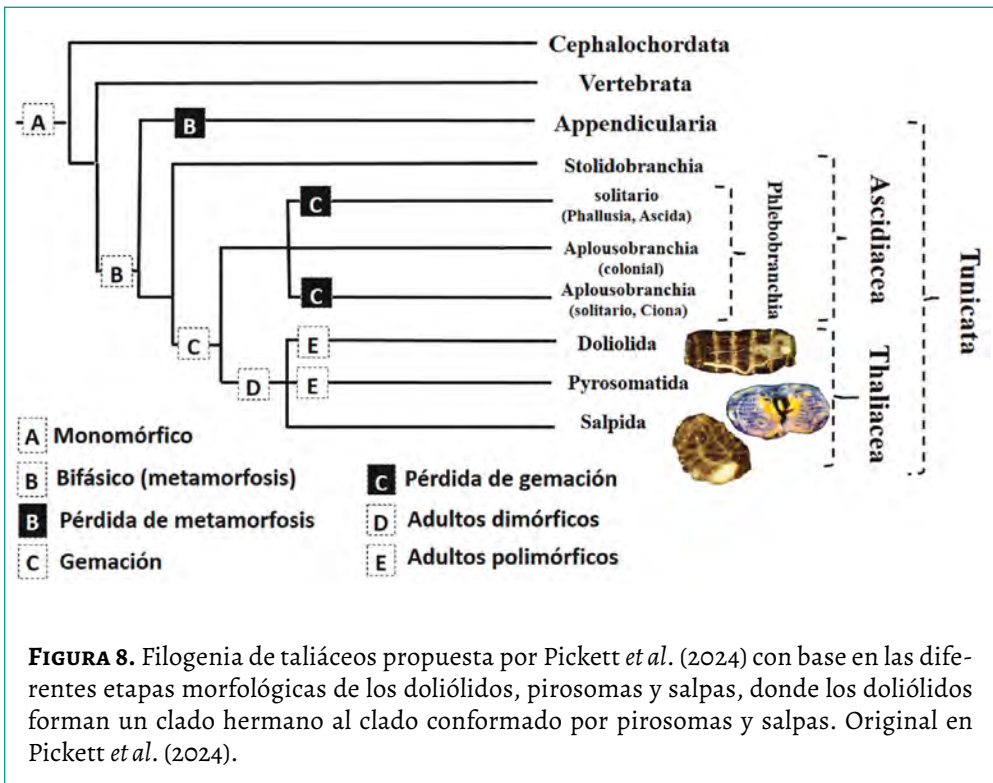 Cephalochordata
Vertebrata
Appendicularia
Stolidobranchia
solitario
(Phallusia, Ascida)
Aplousobranchia
(colonial)
Aplousobranchia
(solitario, Ciona)
Doliolida
Pyrosomatida
Salpida
Phlebobranchia
Ascidiacea
Thaliacea
Tunicata
A
B
B
C
C
C
D
E
E
A Monomórfico
B Bifásico (metamorfosis)
B Pérdida de metamorfosis
C Gemación
C Pérdida de gemación
D Adultos dimórficos
E Adultos polimórficos
FIGURA 8. Filogenia de taliáceos propuesta por Pickett et al. (2024) con base en las dife-
rentes etapas morfológicas de los doliólidos, pirosomas y salpas, donde los doliólidos
forman un clado hermano al clado conformado por pirosomas y salpas. Original en
Pickett et al. (2024).